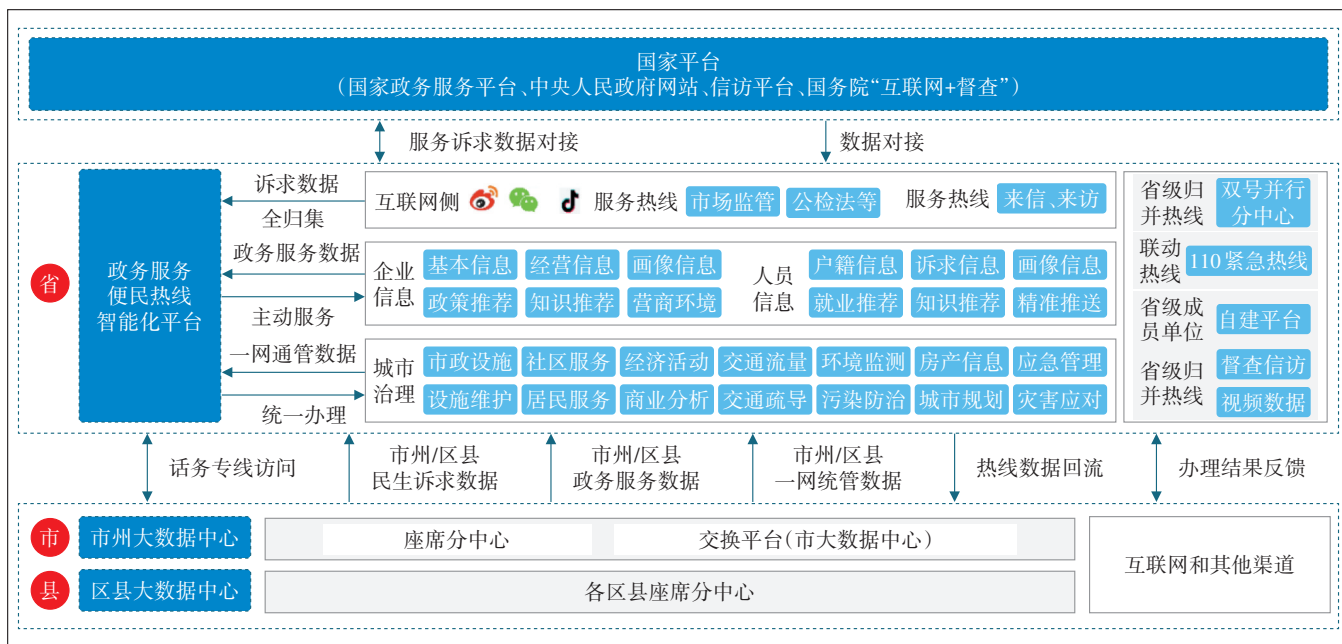 国家平台
（国家政务服务平台、中央人民政府网站、信访平台、国务院“互联网+督查”）
服务诉求数据对接
数据对接
省
政务服务
便民热线
智能化平台
诉求数据
全归集
政务服务数据
主动服务
一网通管数据
统一办理
互联网侧 服务热线 市场监管 公检法等 服务热线 来信、来访
企业
信息
基本信息 经营信息 画像信息
政策推荐 知识推荐 营商环境
人员
信息
户籍信息 诉求信息 画像信息
就业推荐 知识推荐 精准推送
城市
治理
市政设施 社区服务 经济活动 交通流量 环境监测 房产信息 应急管理
设施维护 居民服务 商业分析 交通疏导 污染防治 城市规划 灾害应对
省级归
并热线
双号并行
分中心
联动
热线
110紧急热线
省级成
员单位
自建平台
省级归
并热线
督查信访
视频数据
话务专线访问
市州/区县
民生诉求数据
市州/区县
政务服务数据
市州/区县
一网统管数据
热线数据回流
办理结果反馈
市
市州大数据中心
座席分中心
交换平台(市大数据中心)
县
区县大数据中心
各区县座席分中心
互联网和其他渠道